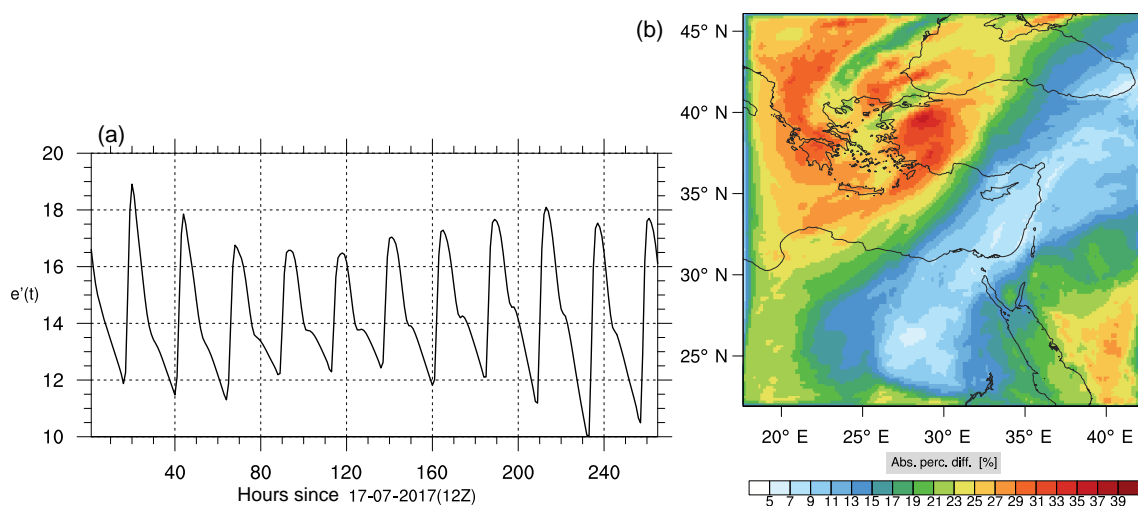 (a)
20
18
16
14
12
10
e'(t)
40
80
120
160
200
240
Hours since 17-07-2017(12Z)
(b)
45° N
40° N
35° N
30° N
25° N
20° E
25° E
30° E
35° E
40° E
Abs. perc. diff. [%]
5 7 9 11 13 15 17 19 21 23 25 27 29 31 33 35 37 39